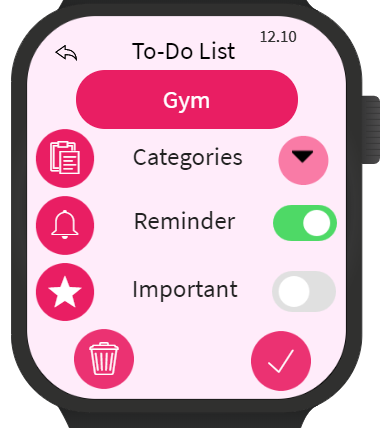 12.10
To-Do List
Gym
Categories
Reminder
Important